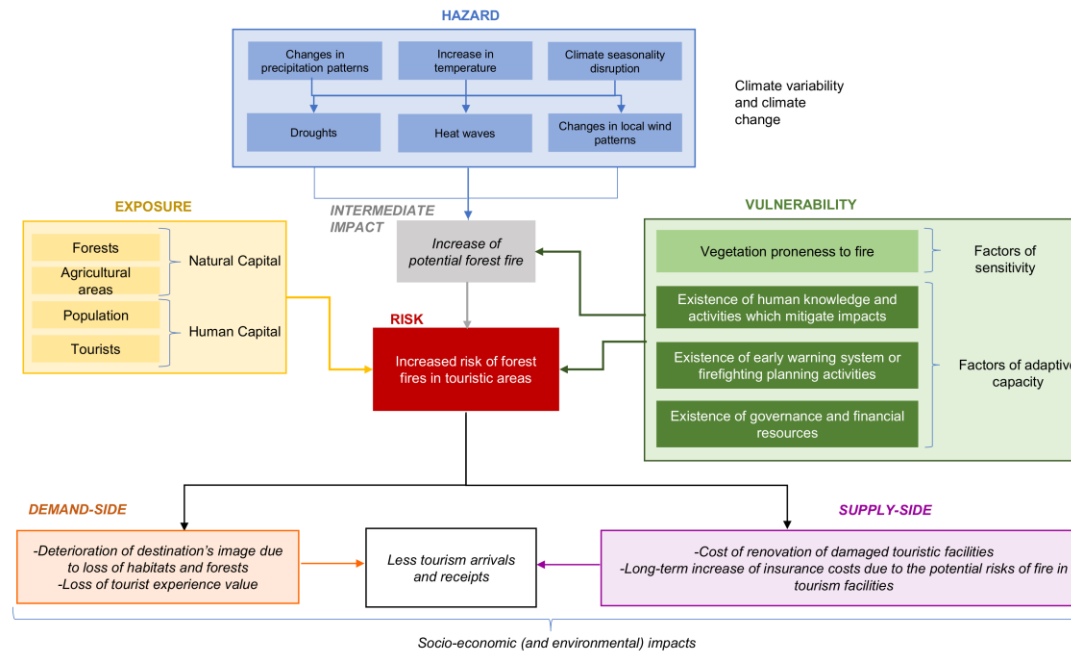 HAZARD
Changes in
precipitation patterns
Increase in
temperature
Climate seasonality
disruption
Droughts
Heat waves
Changes in local wind
patterns
Climate variability
and climate
change
EXPOSURE
Forests
Agricultural
areas
Natural Capital
Population
Tourists
Human Capital
INTERMEDIATE
IMPACT
Increase of
potential forest fire
RISK
Increased risk of forest
fires in touristic areas
VULNERABILITY
Vegetation proneness to fire
Factors of
sensitivity
Existence of human knowledge and
activities which mitigate impacts
Existence of early warning system or
firefighting planning activities
Existence of governance and financial
resources
Factors of adaptive
capacity
DEMAND-SIDE
-Deterioration of destination's image due
to loss of habitats and forests
-Loss of tourist experience value
Less tourism arrivals
and receipts
SUPPLY-SIDE
-Cost of renovation of damaged touristic facilities
-Long-term increase of insurance costs due to the potential risks of fire in
tourism facilities
Socio-economic (and environmental) impacts